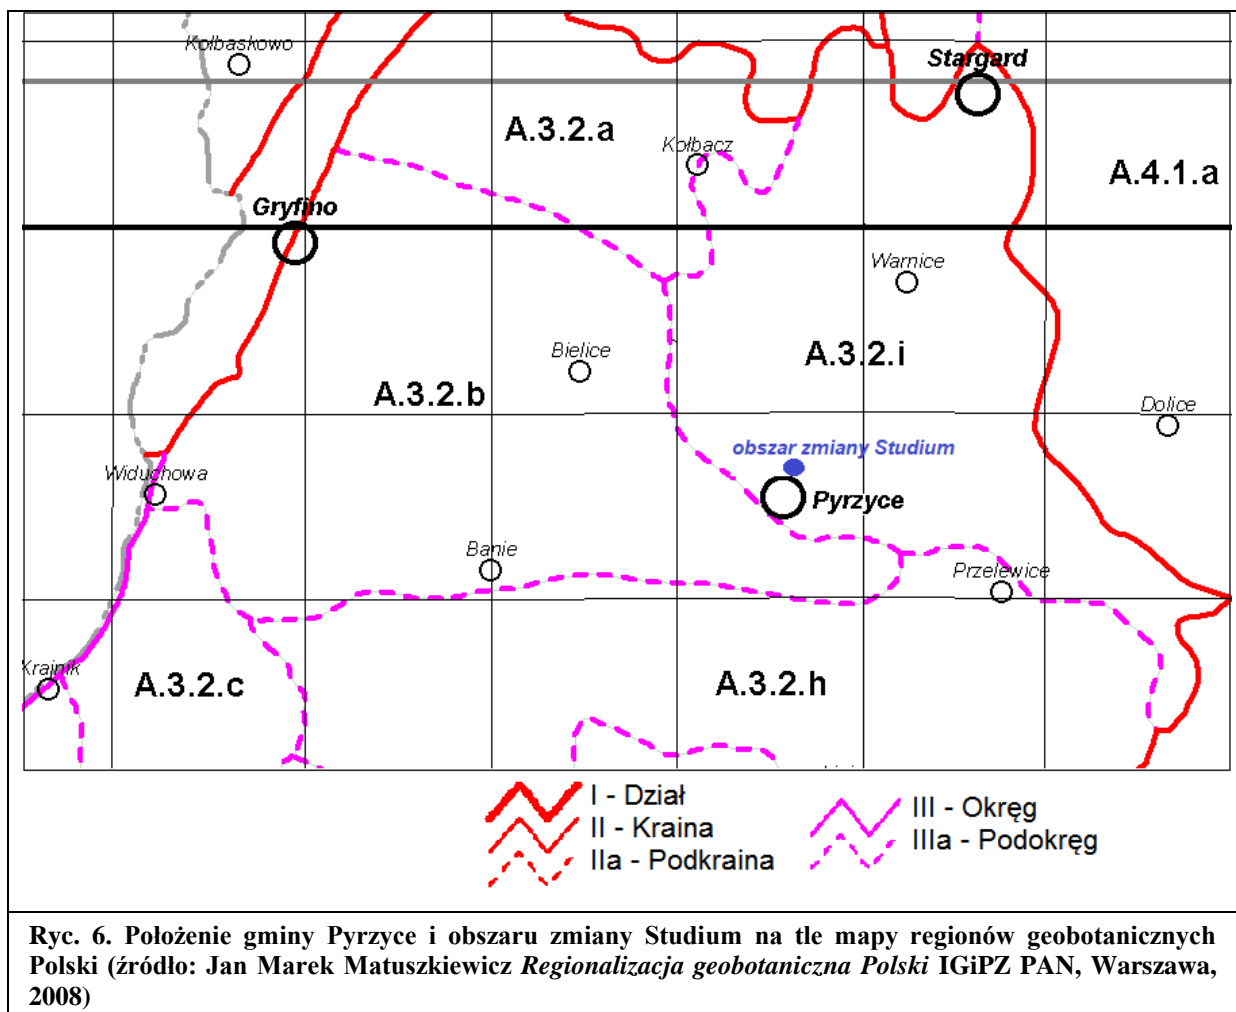 Kołbaskowo
Stargard
A.3.2.a
Kołbacz
A.4.1.a
Gryfino
Warnice
Bielice
A.3.2.i
A.3.2.b
Dolice
obszar zmiany Studium
Widuchowa
Pyrzyce
Banie
Przelewice
Krajnik
A.3.2.c
A.3.2.h
I - Dział
II - Kraina
IIa - Podkraina
III - Okręg
IIIa - Podokręg
Ryc. 6. Położenie gminy Pyrzyce i obszaru zmiany Studium na tle mapy regionów geobotanicznych
Polski (źródło: Jan Marek Matuszkiewicz Regionalizacja geobotaniczna Polski IGiPZ PAN, Warszawa,
2008)